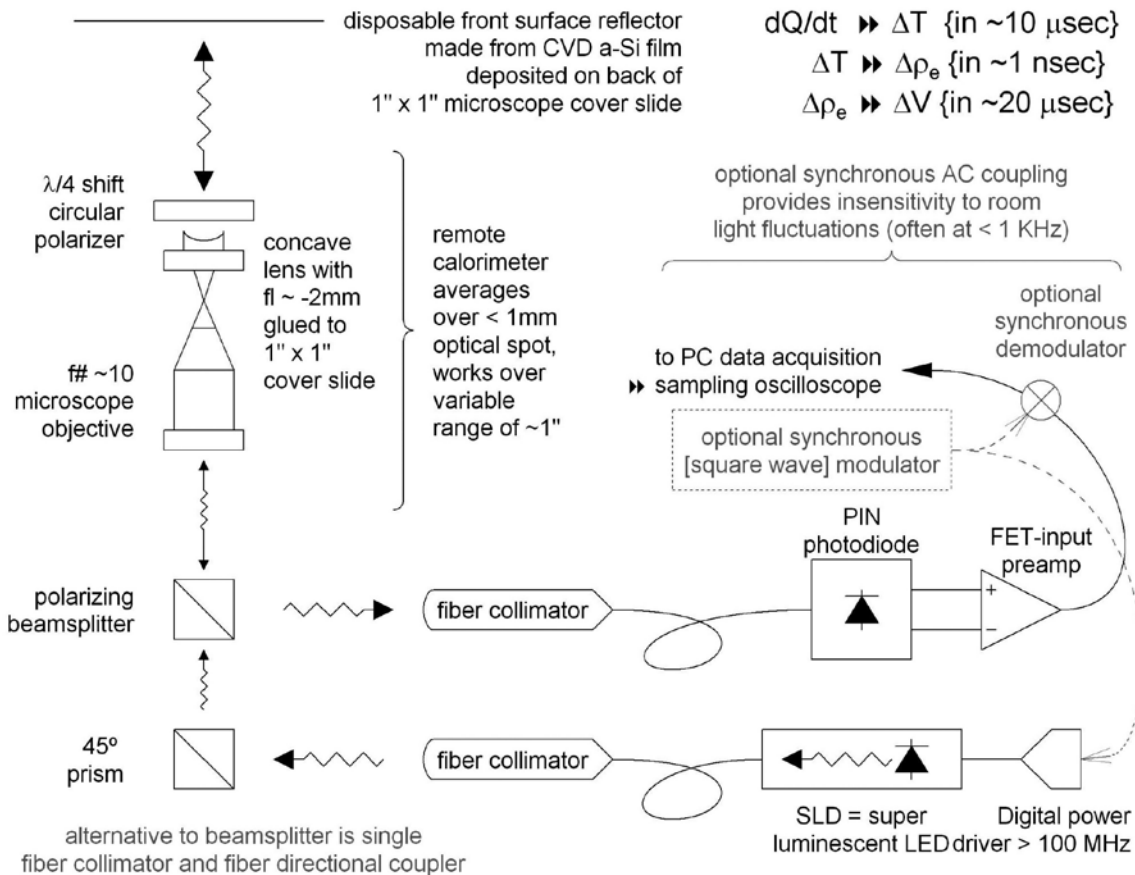 disposable front surface reflector
made from CVD a-Si film
deposited on back of
1" x 1" microscope cover slide
dQ/dt ▸▸ ΔT {in ~10 μsec}
ΔT ▸▸ Δρe {in ~1 nsec}
Δρe ▸▸ ΔV {in ~20 μsec}
λ/4 shift
circular
polarizer
concave
lens with
fl ~ -2mm
glued to
1" x 1"
cover slide
f# ~10
microscope
objective
remote
calorimeter
averages
over < 1mm
optical spot,
works over
variable
range of ~1"
optional synchronous AC coupling
provides insensitivity to room
light fluctuations (often at < 1 KHz)
optional
synchronous
demodulator
to PC data acquisition
▸▸ sampling oscilloscope
optional synchronous
[square wave] modulator
PIN
photodiode
FET-input
preamp
+
−
polarizing
beamsplitter
fiber collimator
45º
prism
fiber collimator
SLD = super
luminescent LED
Digital power
driver > 100 MHz
alternative to beamsplitter is single
fiber collimator and fiber directional coupler